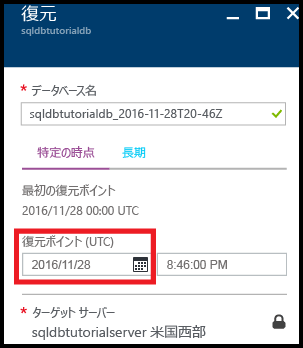 復元
sqldbtutorialdb
* データベース名
sqldbtutorialdb_2016-11-28T20-46Z
特定の時点 長期
最初の復元ポイント
2016/11/28 00:00 UTC
復元ポイント (UTC)
2016/11/28 8:46:00 PM
* ターゲット サーバー
sqldbtutorialserver 米国西部